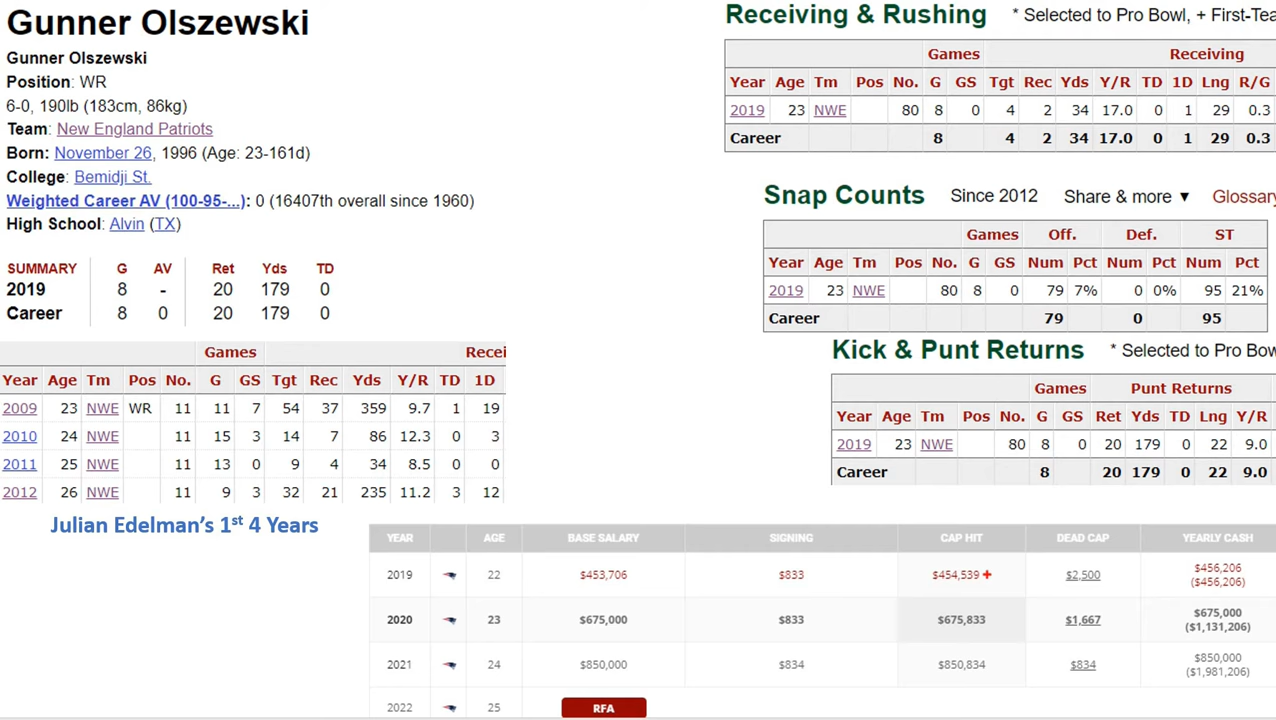 Gunner Olszewski
Gunner Olszewski
Position: WR
6-0, 190lb (183cm, 86kg)
Team: New England Patriots
Born: November 26, 1996 (Age: 23-161d)
College: Bemidji St.
Weighted Career AV (100-95-...): 0 (16407th overall since 1960)
High School: Alvin (TX)
SUMMARY G AV Ret Yds TD
2019 8 - 20 179 0
Career 8 0 20 179 0
Games Recei
Year Age Tm Pos No. G GS Tgt Rec Yds Y/R TD 1D
2009 23 NWE WR 11 11 7 54 37 359 9.7 1 19
2010 24 NWE 11 15 3 14 7 86 12.3 0 3
2011 25 NWE 11 13 0 9 4 34 8.5 0 0
2012 26 NWE 11 9 3 32 21 235 11.2 3 12
Julian Edelman's 1st 4 Years
Receiving & Rushing * Selected to Pro Bowl, + First-Tea
Games Receiving
Year Age Tm Pos No. G GS Tgt Rec Yds Y/R TD 1D Lng R/G
2019 23 NWE 80 8 0 4 2 34 17.0 0 1 29 0.3
Career 8 4 2 34 17.0 0 1 29 0.3
Snap Counts Since 2012 Share & more ▼ Glossary
Games Off. Def. ST
Year Age Tm Pos No. G GS Num Pct Num Pct Num Pct
2019 23 NWE 80 8 0 79 7% 0 0% 95 21%
Career 79 0 95
Kick & Punt Returns * Selected to Pro Bow
Games Punt Returns
Year Age Tm Pos No. G GS Ret Yds TD Lng Y/R
2019 23 NWE 80 8 0 20 179 0 22 9.0
Career 8 20 179 0 22 9.0
YEAR AGE BASE SALARY SIGNING CAP HIT DEAD CAP YEARLY CASH
2019 22 $453,706 $833 $454,539 + $2,500 $456,206
($456,206)
2020 23 $675,000 $833 $675,833 $1,667 $675,000
($1,131,206)
2021 24 $850,000 $834 $850,834 $834 $850,000
($1,981,206)
2022 25 RFA